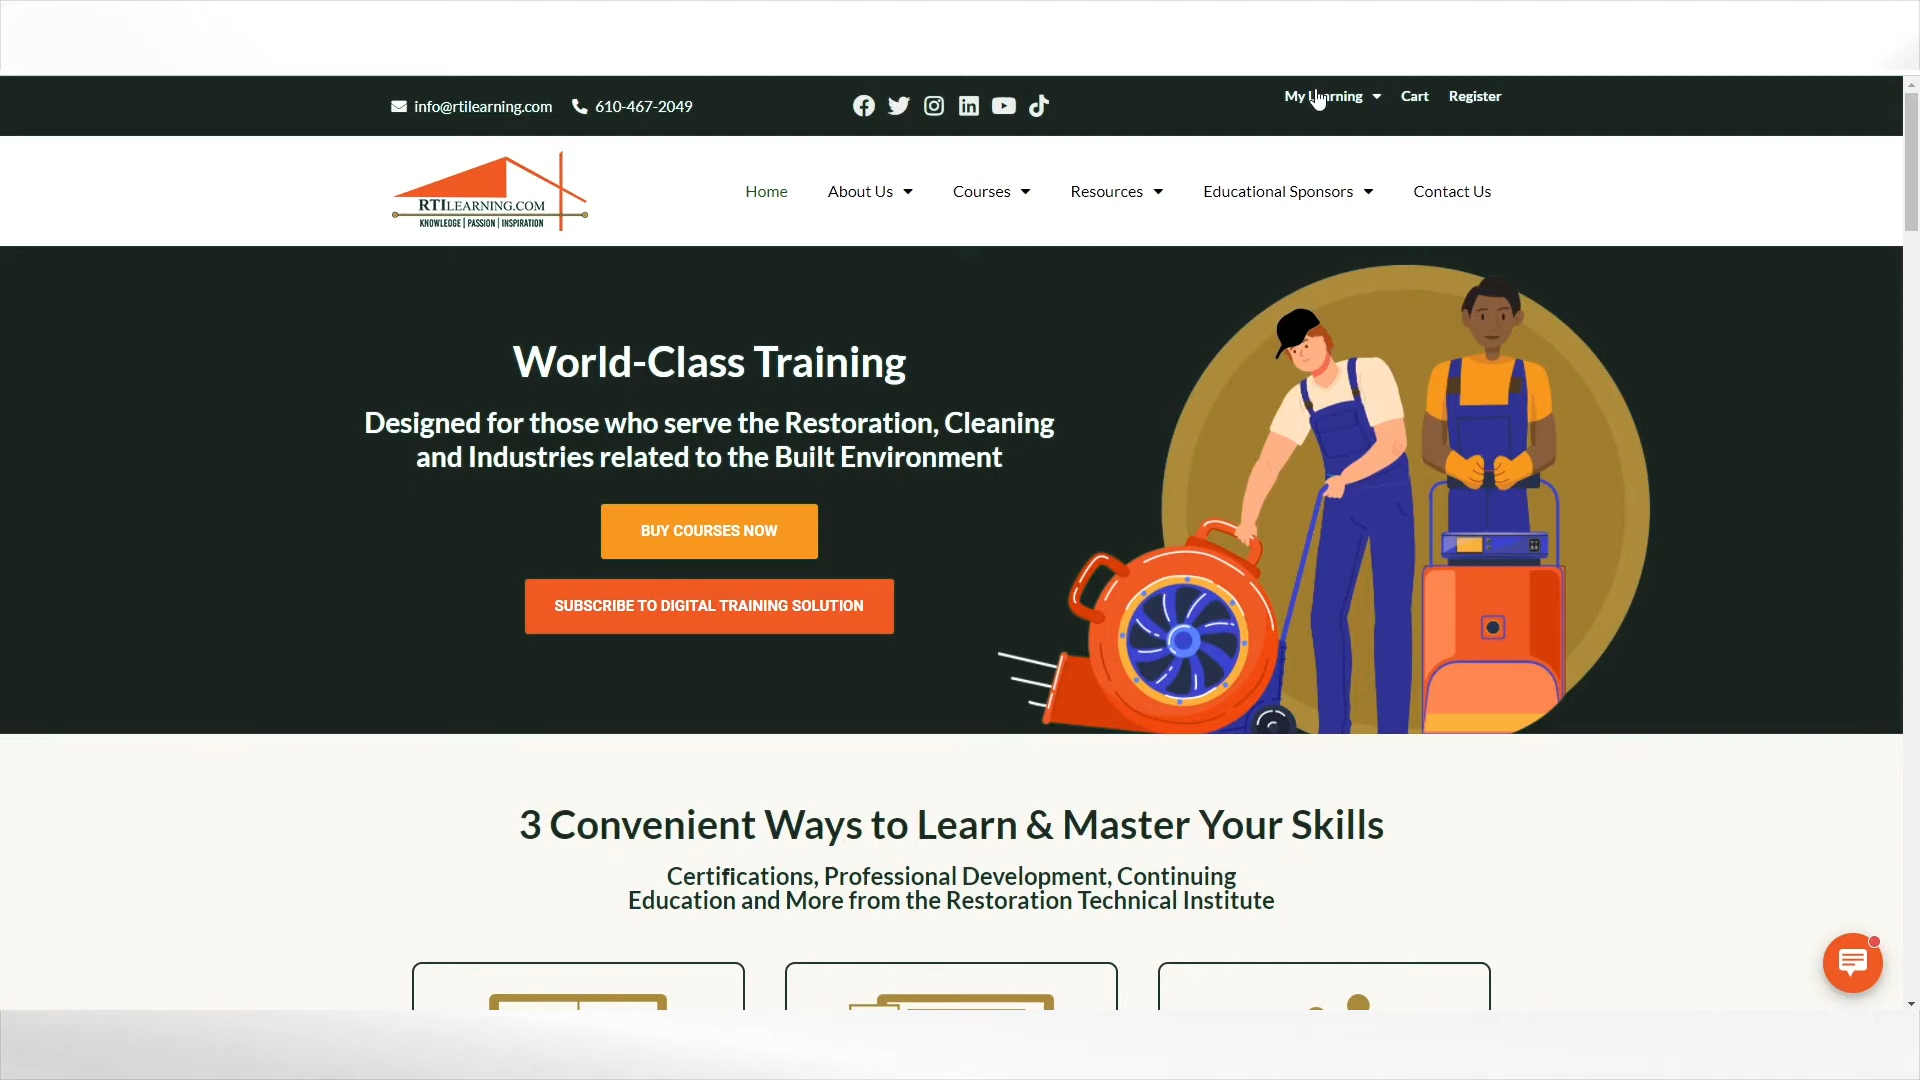 info@rtilearning.com 610-467-2049
My Learning Cart Register
RTILEARNING.COM
KNOWLEDGE | PASSION | INSPIRATION
Home About Us Courses Resources Educational Sponsors Contact Us
World-Class Training
Designed for those who serve the Restoration, Cleaning
and Industries related to the Built Environment
BUY COURSES NOW
SUBSCRIBE TO DIGITAL TRAINING SOLUTION
3 Convenient Ways to Learn & Master Your Skills
Certifications, Professional Development, Continuing
Education and More from the Restoration Technical Institute